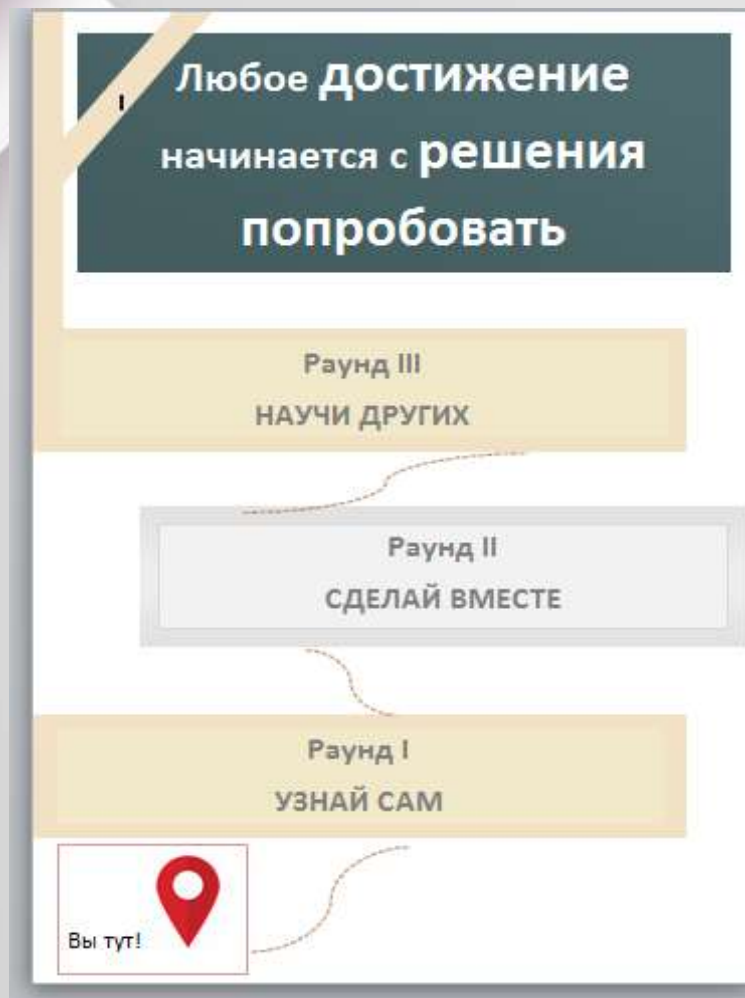 I
Любое достижение
начинается с решения
попробовать
Раунд III
НАУЧИ ДРУГИХ
Раунд II
СДЕЛАЙ ВМЕСТЕ
Раунд I
УЗНАЙ САМ
Вы тут!